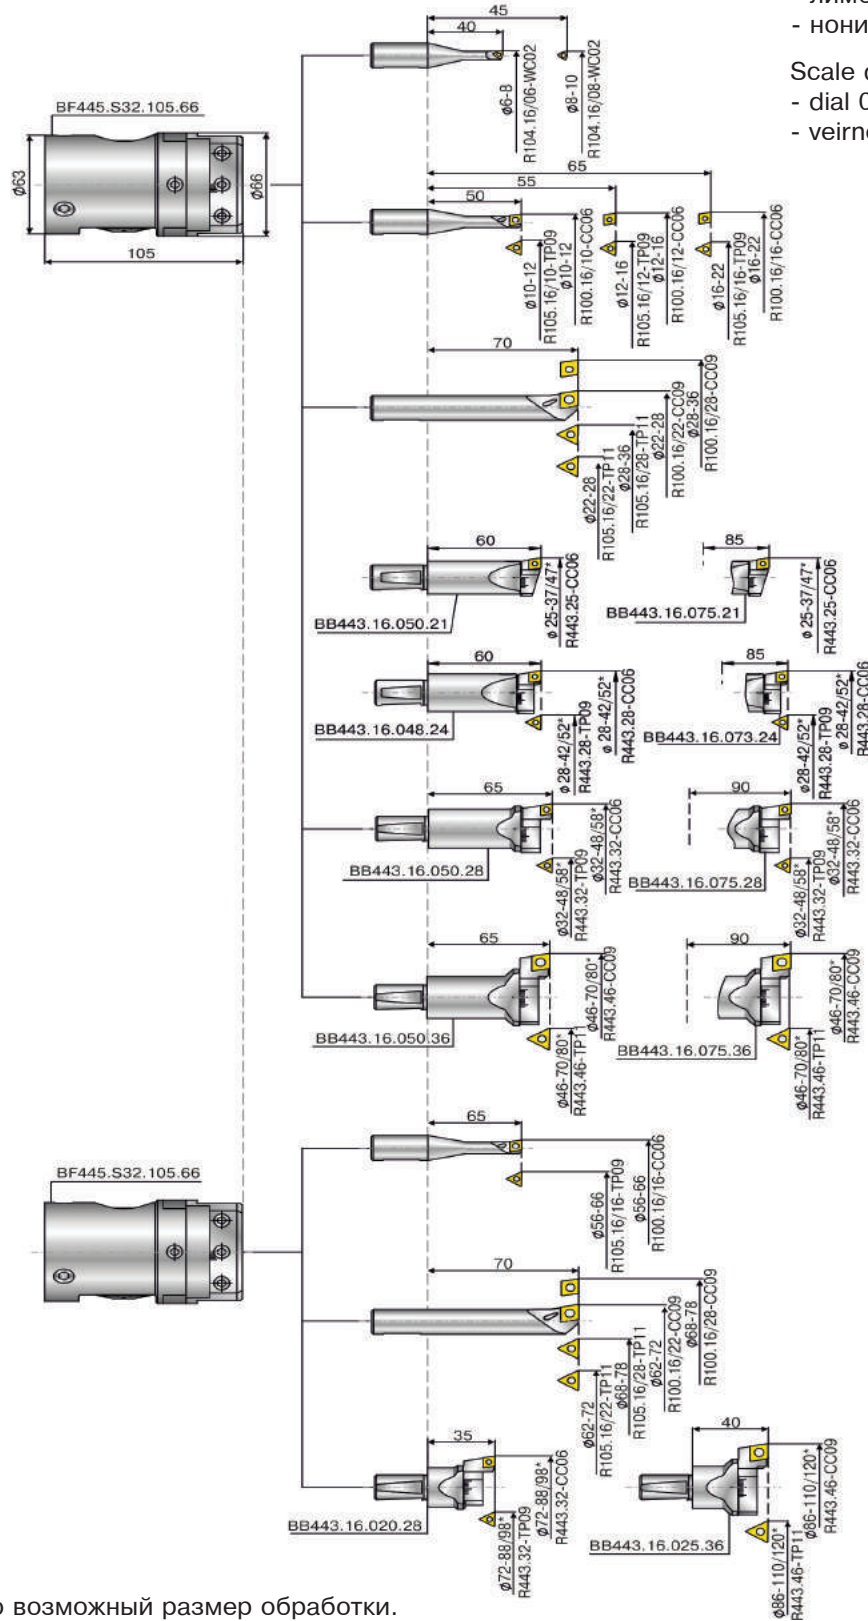 - нони
Scale d
- dial 0
- veirne
45
40
BF445.S32.105.66
Ø63
Ø66
105
Ø6-8
R104.16/06-WC02
Ø8-10
R104.16/08-WC02
65
55
50
Ø10-12
R105.16/10-TP09
Ø10-12
R100.16/10-CC06
Ø12-16
R105.16/12-TP09
Ø12-16
R100.16/12-CC06
Ø16-22
R105.16/16-TP09
Ø16-22
R100.16/16-CC06
70
Ø22-28
R105.16/22-TP11
Ø28-36
R105.16/28-TP11
Ø22-28
R100.16/22-CC09
Ø28-36
R100.16/28-CC09
60
BB443.16.050.21
Ø 25-37/47*
R443.25-CC06
85
BB443.16.075.21
Ø 25-37/47*
R443.25-CC06
60
BB443.16.048.24
Ø28-42/52*
R443.28-TP09
Ø 28-42/52*
R443.28-CC06
85
BB443.16.073.24
Ø28-42/52*
R443.28-TP09
Ø 28-42/52*
R443.28-CC06
65
BB443.16.050.28
Ø32-48/58*
R443.32-TP09
Ø32-48/58*
R443.32-CC06
90
BB443.16.075.28
Ø32-48/58*
R443.32-TP09
Ø32-48/58*
R443.32-CC06
65
BB443.16.050.36
Ø46-70/80*
R443.46-TP11
Ø46-70/80*
R443.46-CC09
90
BB443.16.075.36
Ø46-70/80*
R443.46-TP11
Ø46-70/80*
R443.46-CC09
BF445.S32.105.66
65
Ø56-66
R105.16/16-TP09
Ø56-66
R100.16/16-CC06
70
Ø62-72
R105.16/22-TP11
Ø68-78
R105.16/28-TP11
Ø62-72
R100.16/22-CC09
Ø68-78
R100.16/28-CC09
35
BB443.16.020.28
Ø72-88/98*
R443.32-TP09
Ø72-88/98*
R443.32-CC06
40
BB443.16.025.36
Ø86-110/120*
R443.46-TP11
Ø86-110/120*
R443.46-CC09
о возможный размер обработки.